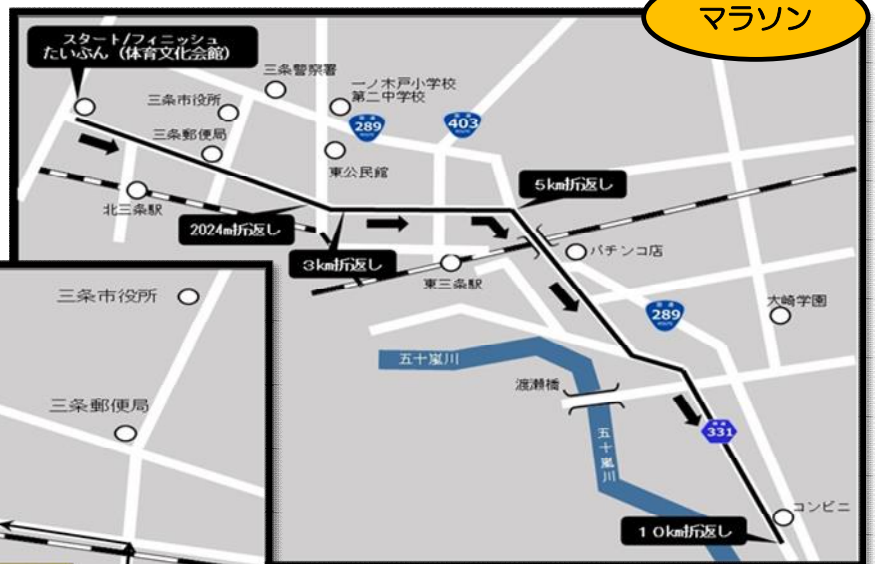 マラソン
スタート/フィニッシュ
たいぶん（体育文化会館）
三条警察署
一ノ木戸小学校
第二中学校
三条市役所
289
403
三条郵便局
東公民館
5km折返し
北三条駅
2024m折返し
3km折返し
パチンコ店
東三条駅
289
大崎学園
五十嵐川
渡瀬橋
331
五十嵐川
コンビニ
10km折返し
三条市役所
三条郵便局